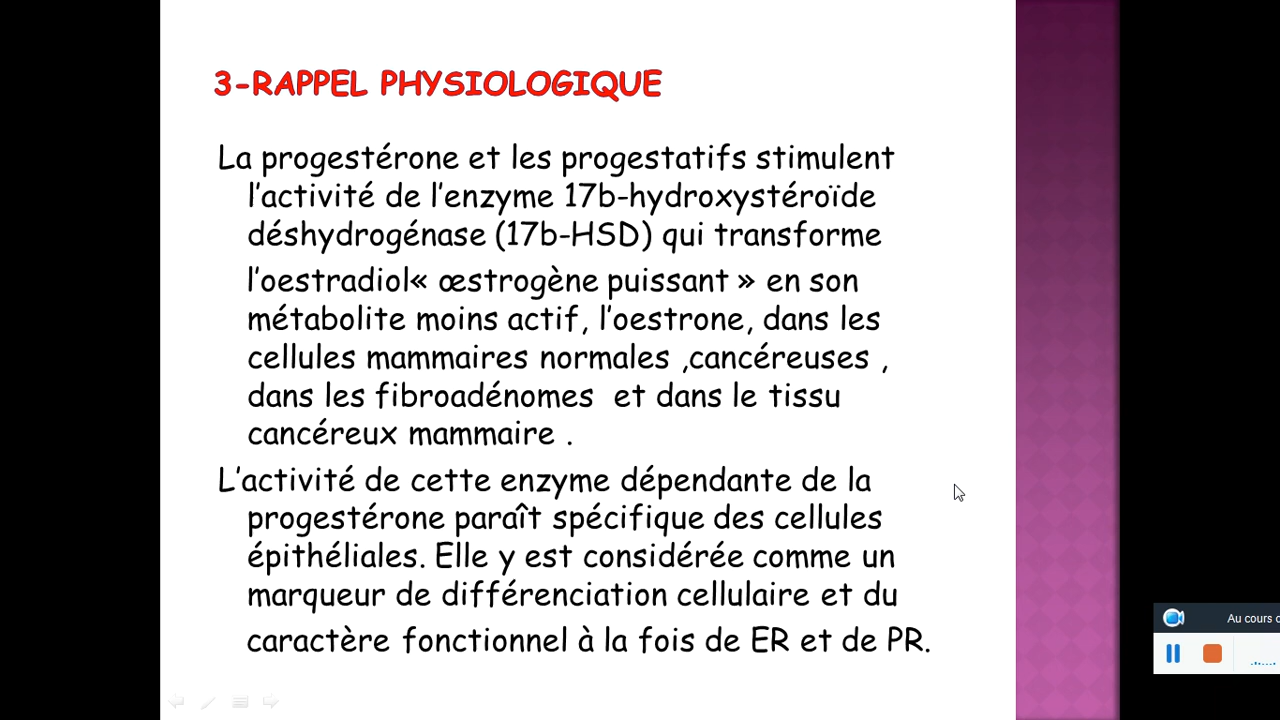 3-RAPPEL PHYSIOLOGIQUE
La progestérone et les progestatifs stimulent
l'activité de l'enzyme 17b-hydroxystéroïde
déshydrogénase (17b-HSD) qui transforme
l'oestradiol« œstrogène puissant » en son
métabolite moins actif, l'oestrone, dans les
cellules mammaires normales ,cancéreuses ,
dans les fibroadénomes  et dans le tissu
cancéreux mammaire .
L'activité de cette enzyme dépendante de la
progestérone paraît spécifique des cellules
épithéliales. Elle y est considérée comme un
marqueur de différenciation cellulaire et du
caractère fonctionnel à la fois de ER et de PR.
Au cours